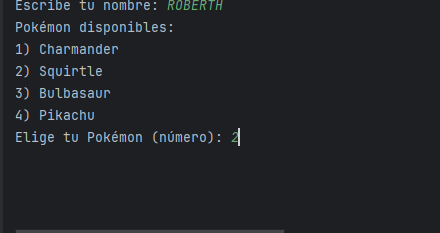 Escribe tu nombre: ROBERTH
Pokémon disponibles:
1) Charmander
2) Squirtle
3) Bulbasaur
4) Pikachu
Elige tu Pokémon (número): 2